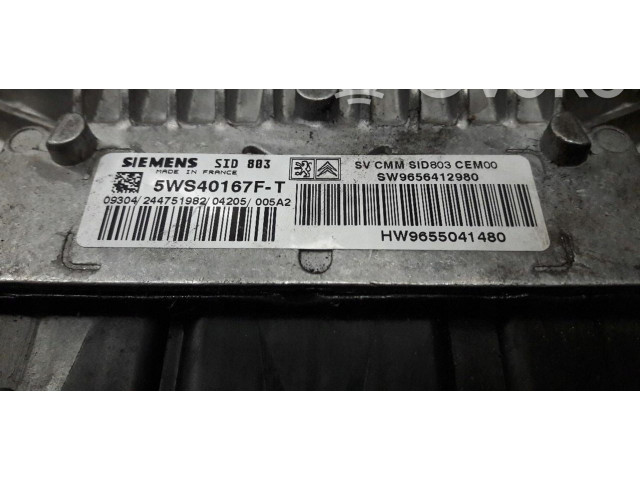 SIEMENS SID 803
MADE IN FRANCE
5WS40167F-T
09304/244751982/04205/005A2
SV CMM SID803 CEM00
SW9656412980
HW9655041480